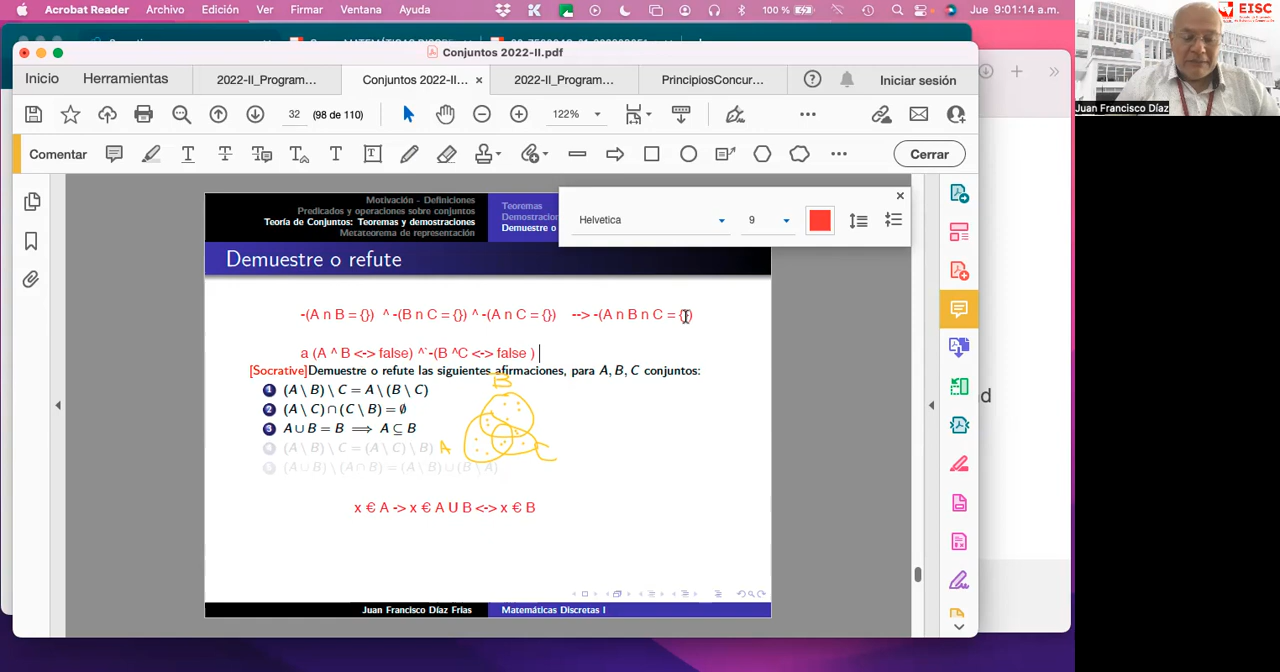 Acrobat Reader Archivo Edición Ver Firmar Ventana Ayuda 100 % Jue 9:01:14 a.m.
EISC
Conjuntos 2022-II.pdf
Inicio Herramientas 2022-II_Program... Conjuntos 2022-II... × 2022-II_Program... PrincipiosConcur... Iniciar sesión
32 (98 de 110) 122%
Juan Francisco Díaz
Comentar Cerrar
Motivación - Definiciones
Predicados y operaciones sobre conjuntos
Teoría de Conjuntos: Teoremas y demostraciones
Metateorema de representación
Teoremas
Demostracion
Demuestre o
Helvetica 9
Demuestre o refute
-(A n B = {}) ^ -(B n C = {}) ^ -(A n C = {}) --> -(A n B n C = {})
a (A ^ B <-> false) ^`-(B ^C <-> false )
[Socrative]Demuestre o refute las siguientes afirmaciones, para A, B, C conjuntos:
B
1 (A \ B) \ C = A \ (B \ C)
2 (A \ C) ∩ (C \ B) = ∅
3 A ∪ B = B ⟹ A ⊆ B
4 (A \ B) \ C = (A \ C) \ B)
A
C
5 (A ∪ B) \ (A ∩ B) = (A \ B) ∪ (B \ A)
x € A -> x € A U B <-> x € B
Juan Francisco Díaz Frias Matemáticas Discretas I